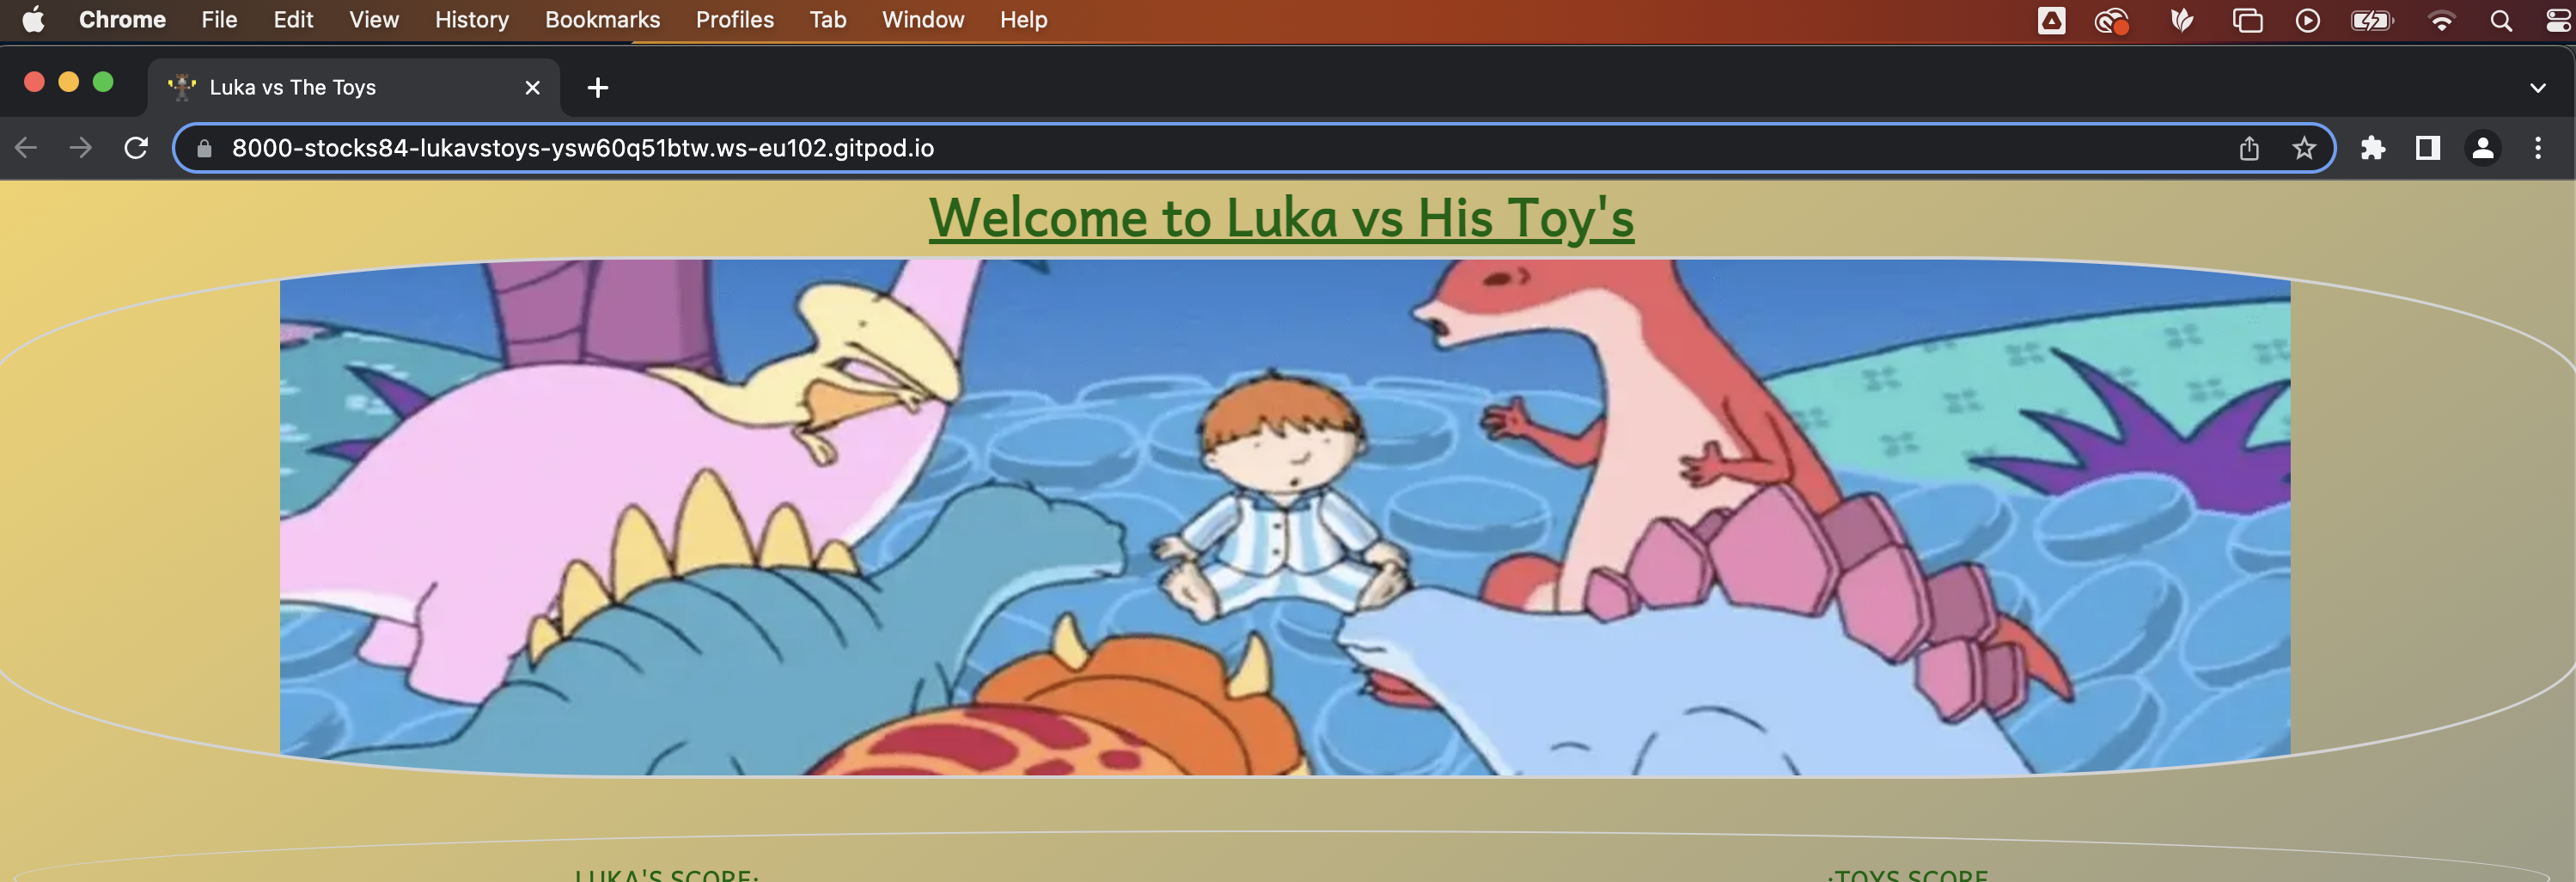 Chrome File Edit View History Bookmarks Profiles Tab Window Help
Luka vs The Toys
8000-stocks84-lukavstoys-ysw60q51btw.ws-eu102.gitpod.io
Welcome to Luka vs His Toy's
LUKA'S SCORE: :TOYS SCORE